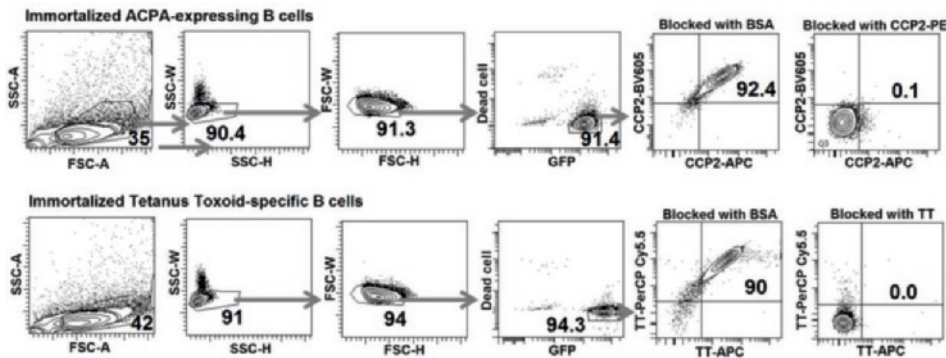 Immortalized ACPA-expressing B cells
Blocked with BSA
Blocked with CCP2-PE
SSC-A
35
FSC-A
SSC-W
90.4
SSC-H
FSC-W
91.3
FSC-H
Dead cell
91.4
GFP
CCP2-BV605
92.4
CCP2-APC
CCP2-BV605
0.1
Q3
CCP2-APC
Immortalized Tetanus Toxoid-specific B cells
Blocked with BSA
Blocked with TT
SSC-A
42
FSC-A
SSC-W
91
SSC-H
FSC-W
94
FSC-H
Dead cell
94.3
GFP
TT-PerCP Cy5.5
90
TT-APC
TT-PerCP Cy5.5
0.0
TT-APC